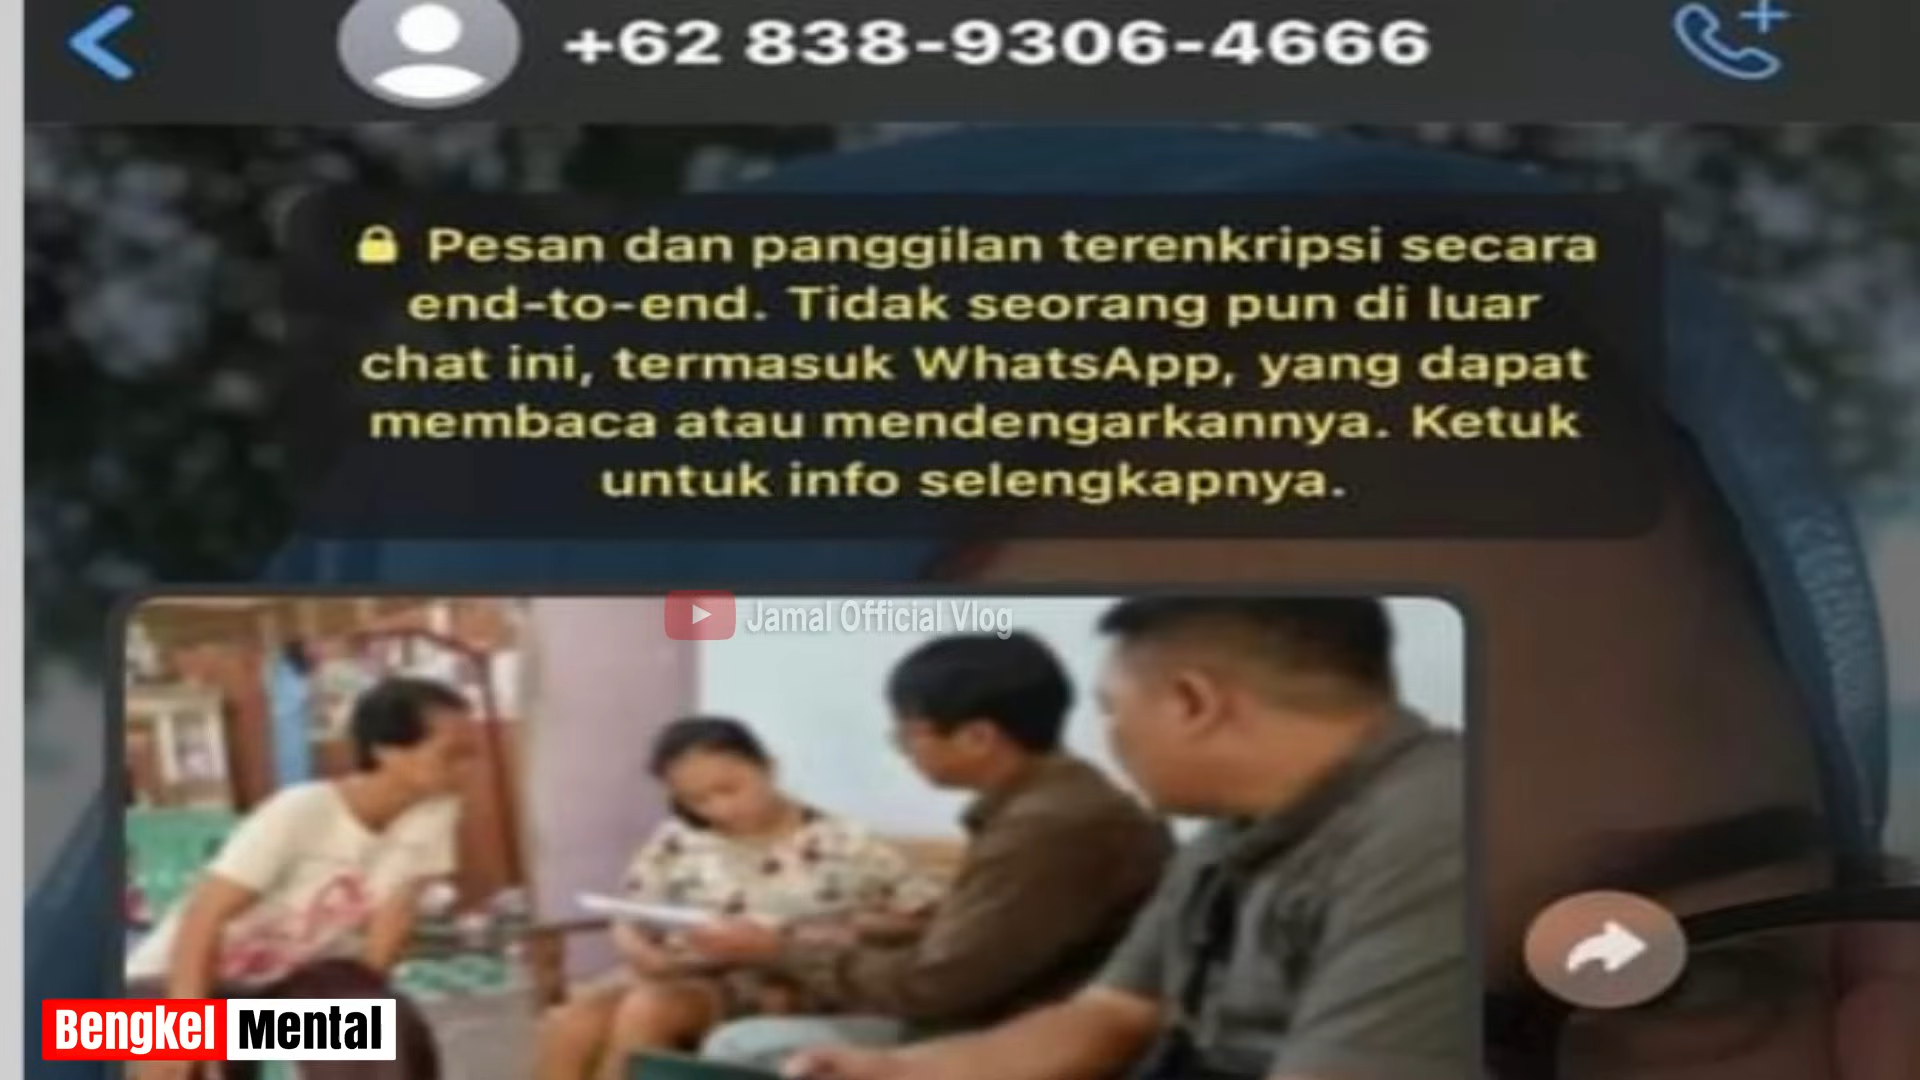 +62 838-9306-4666
Pesan dan panggilan terenkripsi secara
end-to-end. Tidak seorang pun di luar
chat ini, termasuk WhatsApp, yang dapat
membaca atau mendengarkannya. Ketuk
untuk info selengkapnya.
Jamal Official Vlog
Bengkel Mental